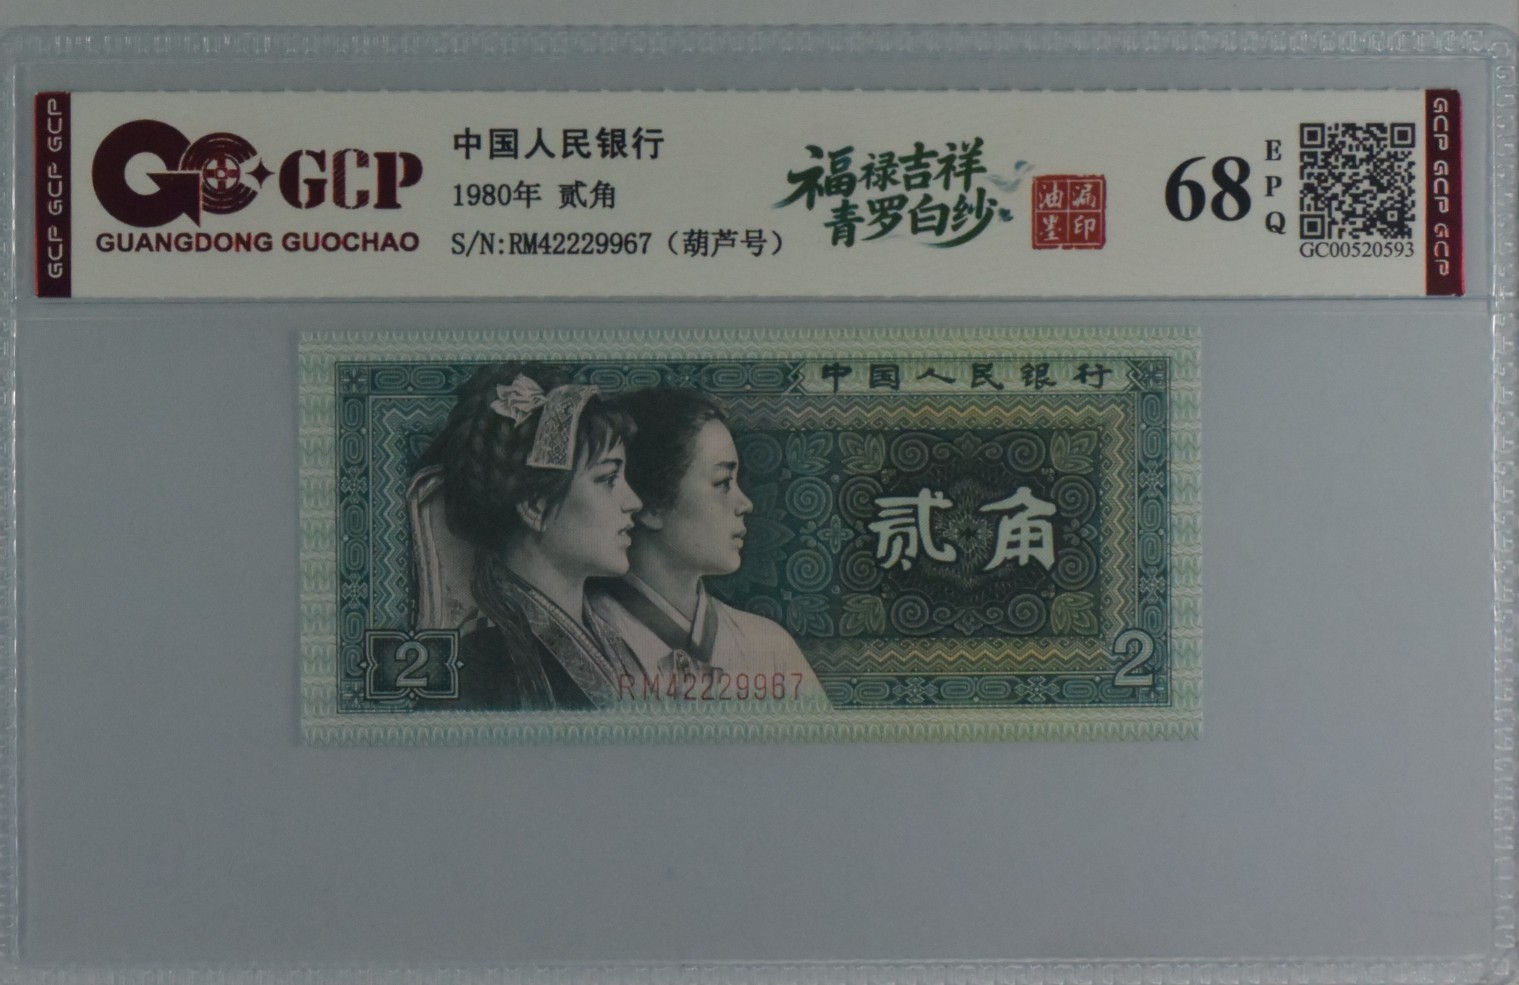 GCP GCP GCP
GCP
GUANGDONG GUOCHAO
中国人民银行
1980年 贰角
S/N:RM42229967（葫芦号）
福禄吉祥
青罗白纱
油漏
墨印
68
E
P
Q
GC00520593
GCP GCP GCP
中国人民银行
贰角
2
RM42229967
2